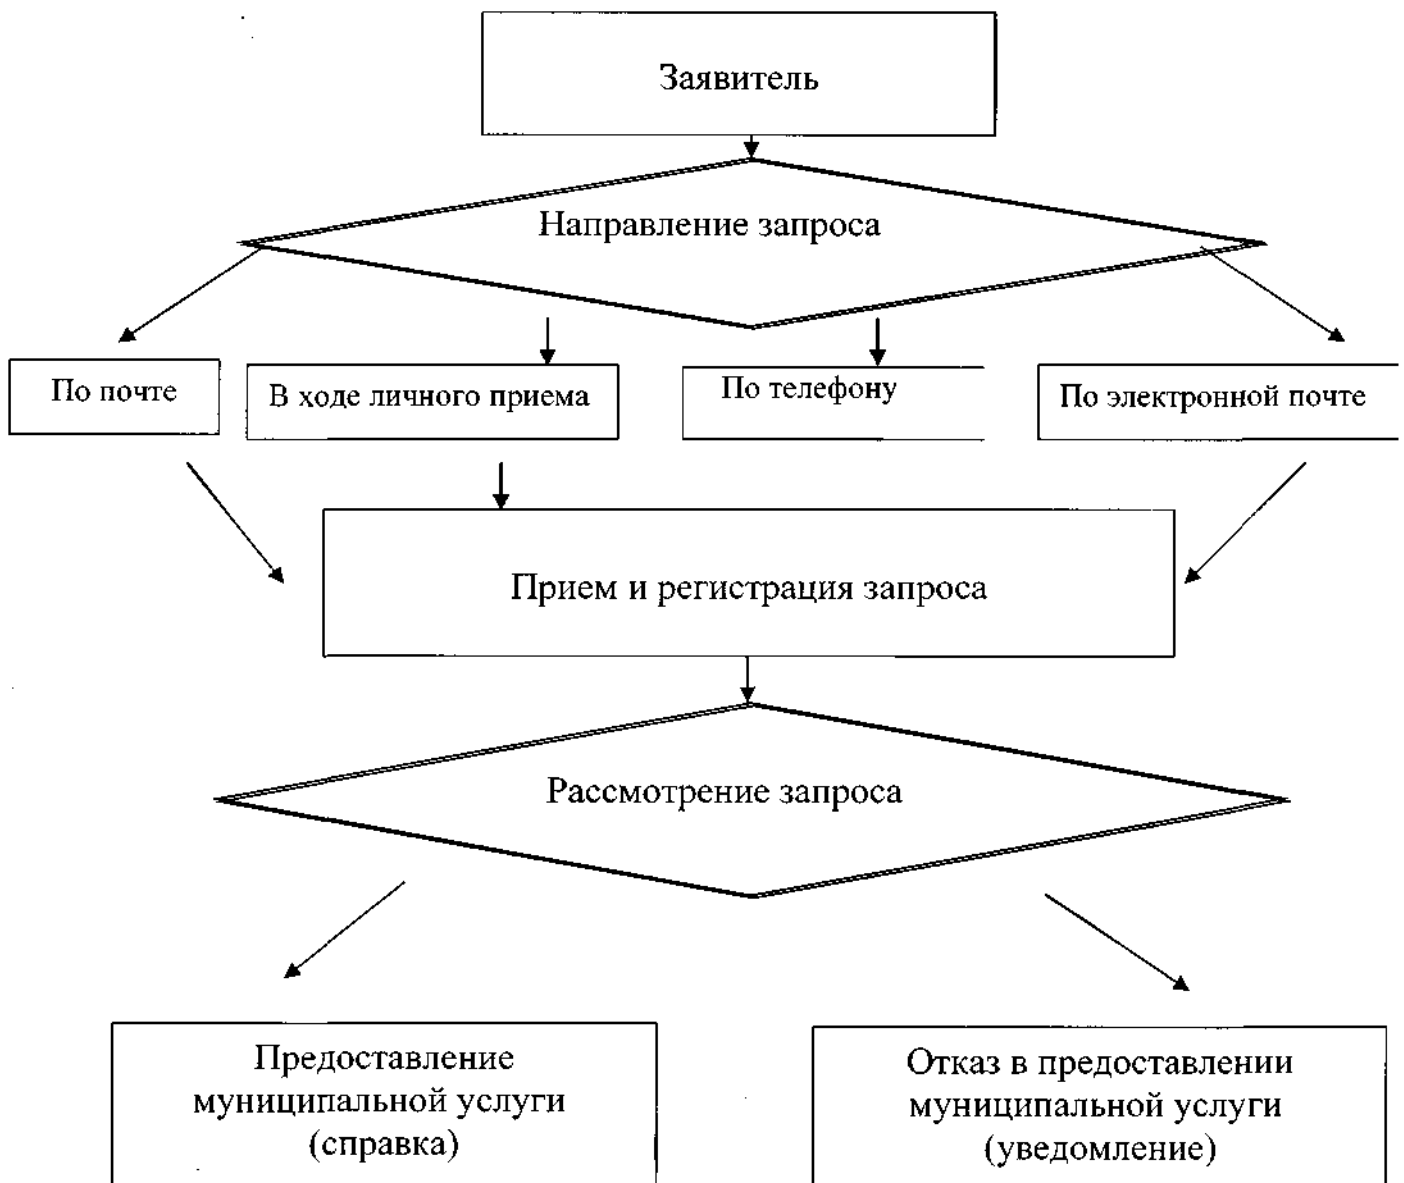 Заявитель
Направление запроса
По почте
В ходе личного приема
По телефону
По электронной почте
Прием и регистрация запроса
Рассмотрение запроса
Предоставление
муниципальной услуги
(справка)
Отказ в предоставлении
муниципальной услуги
(уведомление)